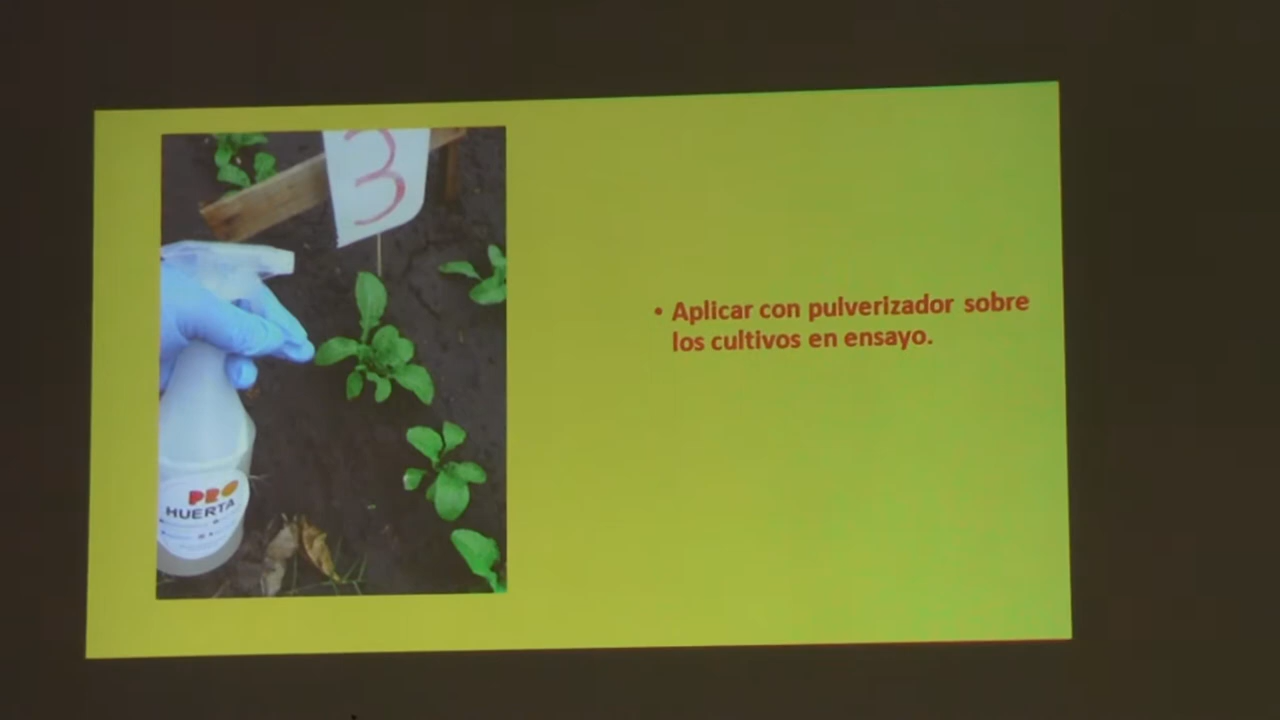 3
PRO
HUERTA
• Aplicar con pulverizador sobre
los cultivos en ensayo.